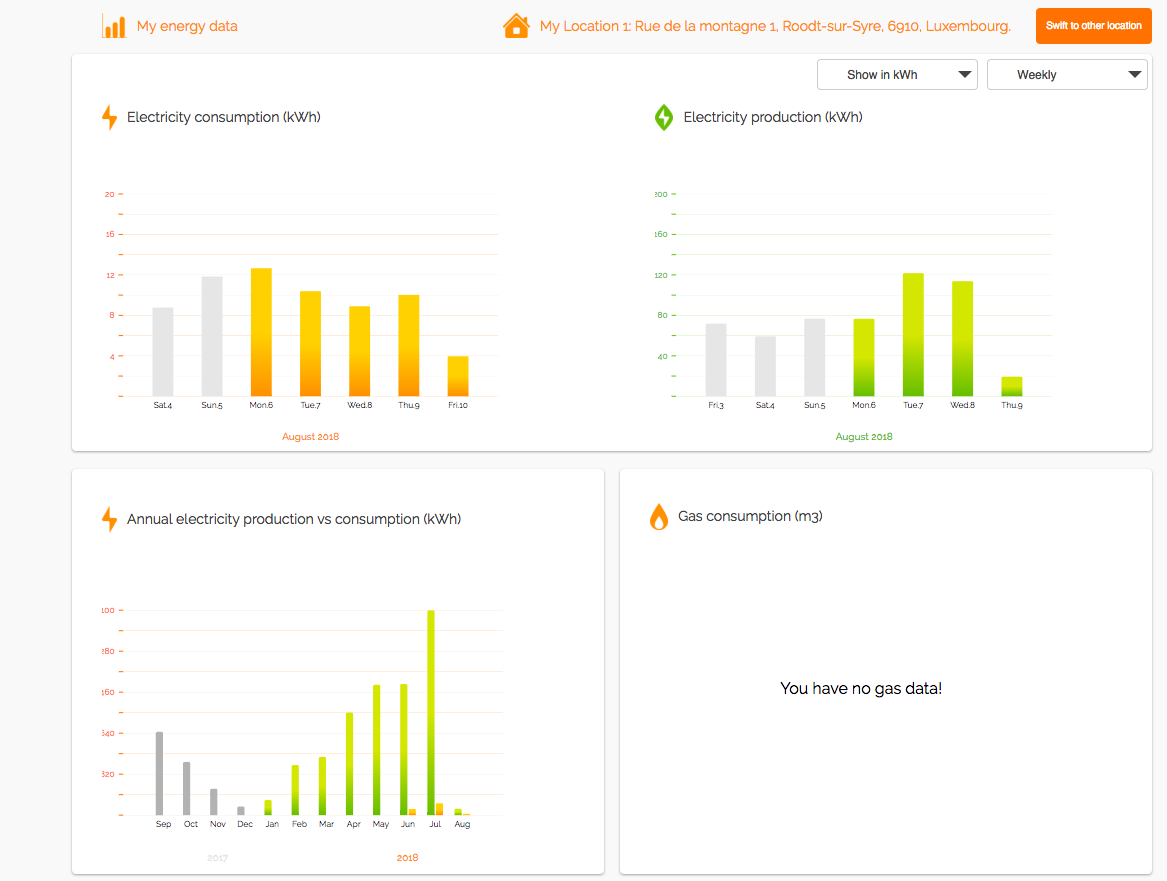 My energy data
My Location 1: Rue de la montagne 1, Roodt-sur-Syre, 6910, Luxembourg.
Swift to other location
Show in kWh
Weekly
Electricity consumption (kWh)
20
16
12
8
4
Sat.4 Sun.5 Mon.6 Tue.7 Wed.8 Thu.9 Fri.10
August 2018
Electricity production (kWh)
200
160
120
80
40
Fri.3 Sat.4 Sun.5 Mon.6 Tue.7 Wed.8 Thu.9
August 2018
Annual electricity production vs consumption (kWh)
Sep Oct Nov Dec Jan Feb Mar Apr May Jun Jul Aug
2017
2018
Gas consumption (m3)
You have no gas data!